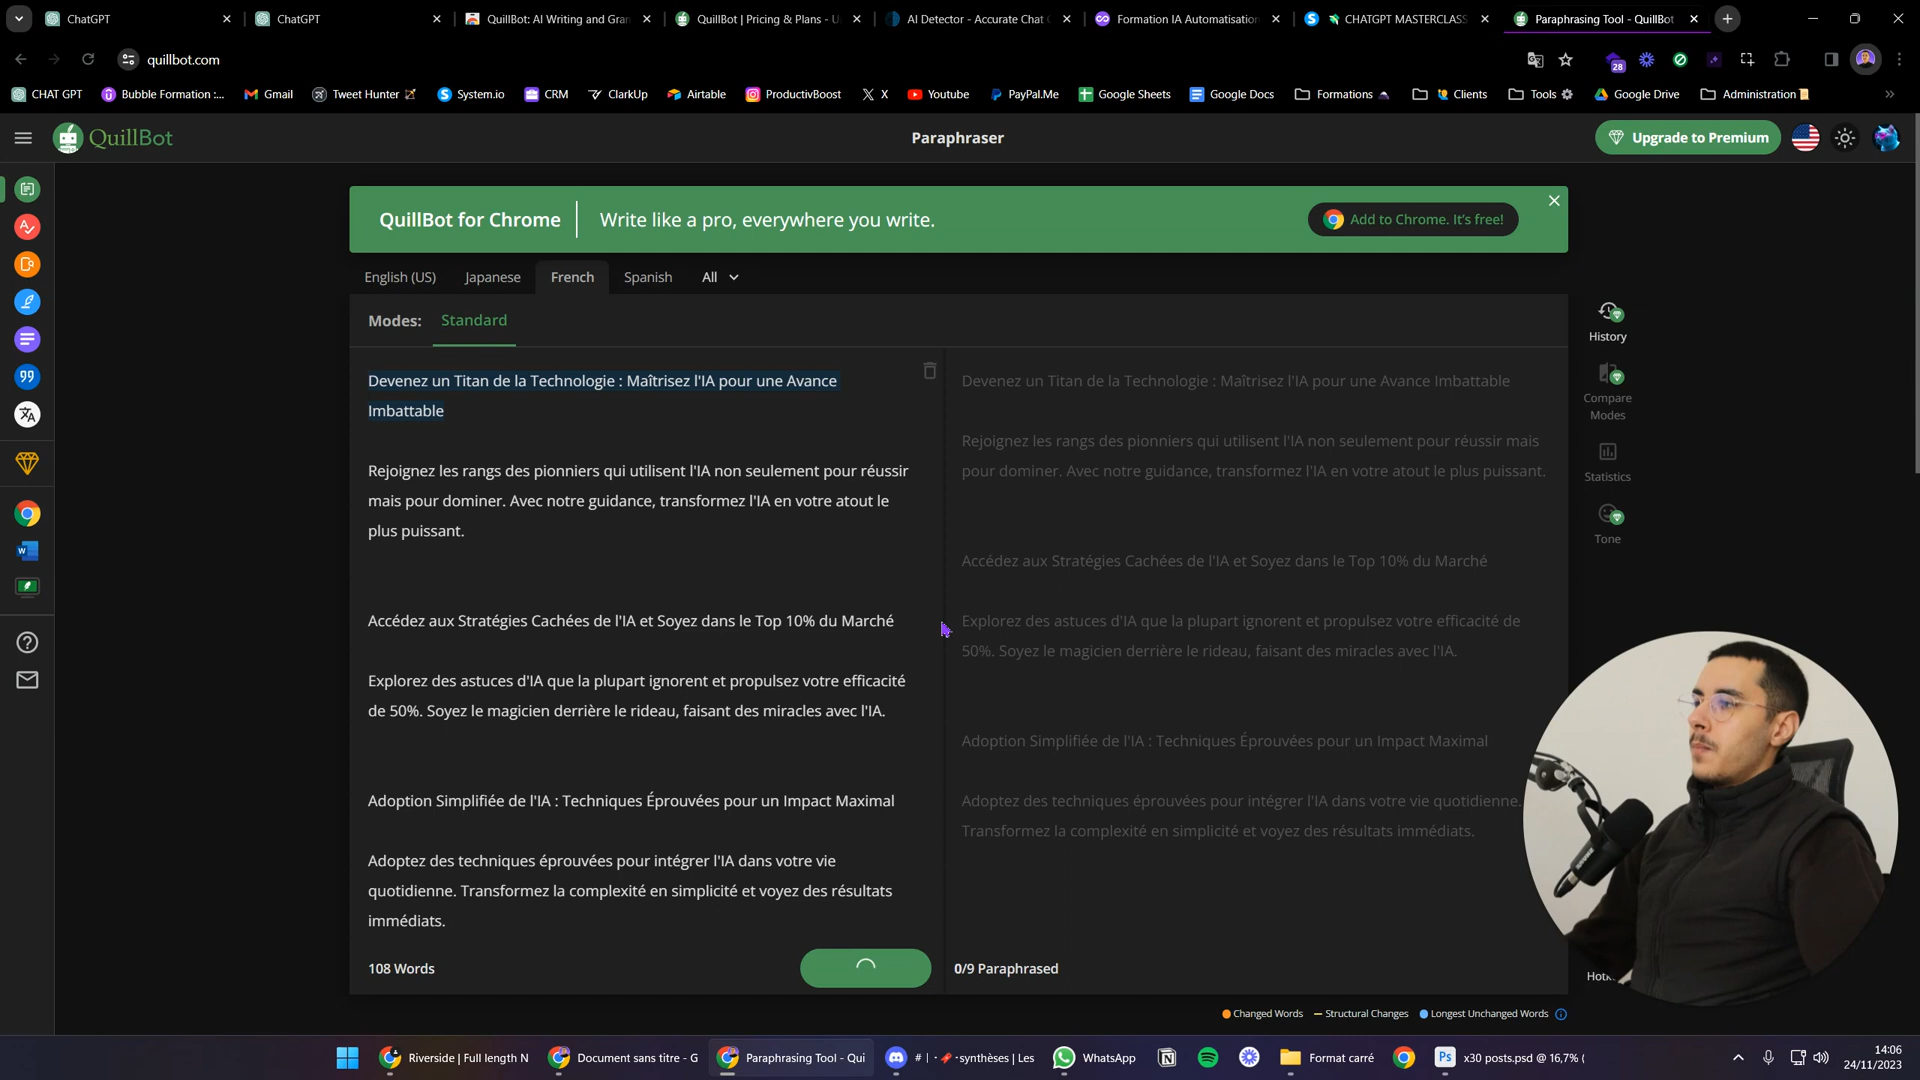 ChatGPT
ChatGPT
QuillBot: AI Writing and Gran
QuillBot | Pricing & Plans - U
AI Detector - Accurate Chat
Formation IA Automatisation
CHATGPT MASTERCLASS
Paraphrasing Tool - QuillBot
quillbot.com
28
CHAT GPT
Bubble Formation :...
Gmail
Tweet Hunter
System.io
CRM
ClarkUp
Airtable
ProductivBoost
X
Youtube
PayPal.Me
Google Sheets
Google Docs
Formations
Clients
Tools
Google Drive
Administration
QuillBot
Paraphraser
Upgrade to Premium
QuillBot for Chrome
Write like a pro, everywhere you write.
Add to Chrome. It's free!
English (US)
Japanese
French
Spanish
All
Modes:
Standard
Devenez un Titan de la Technologie : Maîtrisez l'IA pour une Avance
Imbattable
Rejoignez les rangs des pionniers qui utilisent l'IA non seulement pour réussir
mais pour dominer. Avec notre guidance, transformez l'IA en votre atout le
plus puissant.
Accédez aux Stratégies Cachées de l'IA et Soyez dans le Top 10% du Marché
Explorez des astuces d'IA que la plupart ignorent et propulsez votre efficacité
de 50%. Soyez le magicien derrière le rideau, faisant des miracles avec l'IA.
Adoption Simplifiée de l'IA : Techniques Éprouvées pour un Impact Maximal
Adoptez des techniques éprouvées pour intégrer l'IA dans votre vie
quotidienne. Transformez la complexité en simplicité et voyez des résultats
immédiats.
108 Words
Devenez un Titan de la Technologie : Maîtrisez l'IA pour une Avance Imbattable
Rejoignez les rangs des pionniers qui utilisent l'IA non seulement pour réussir mais
pour dominer. Avec notre guidance, transformez l'IA en votre atout le plus puissant.
Accédez aux Stratégies Cachées de l'IA et Soyez dans le Top 10% du Marché
Explorez des astuces d'IA que la plupart ignorent et propulsez votre efficacité de
50%. Soyez le magicien derrière le rideau, faisant des miracles avec l'IA.
Adoption Simplifiée de l'IA : Techniques Éprouvées pour un Impact Maximal
Adoptez des techniques éprouvées pour intégrer l'IA dans votre vie quotidienne.
Transformez la complexité en simplicité et voyez des résultats immédiats.
0/9 Paraphrased
History
Compare
Modes
Statistics
Tone
Changed Words
Structural Changes
Longest Unchanged Words
Riverside | Full length N
Document sans titre - G
Paraphrasing Tool - Qui
# | synthèses | Les
WhatsApp
Format carré
x30 posts.psd @ 16,7% (
14:06
24/11/2023